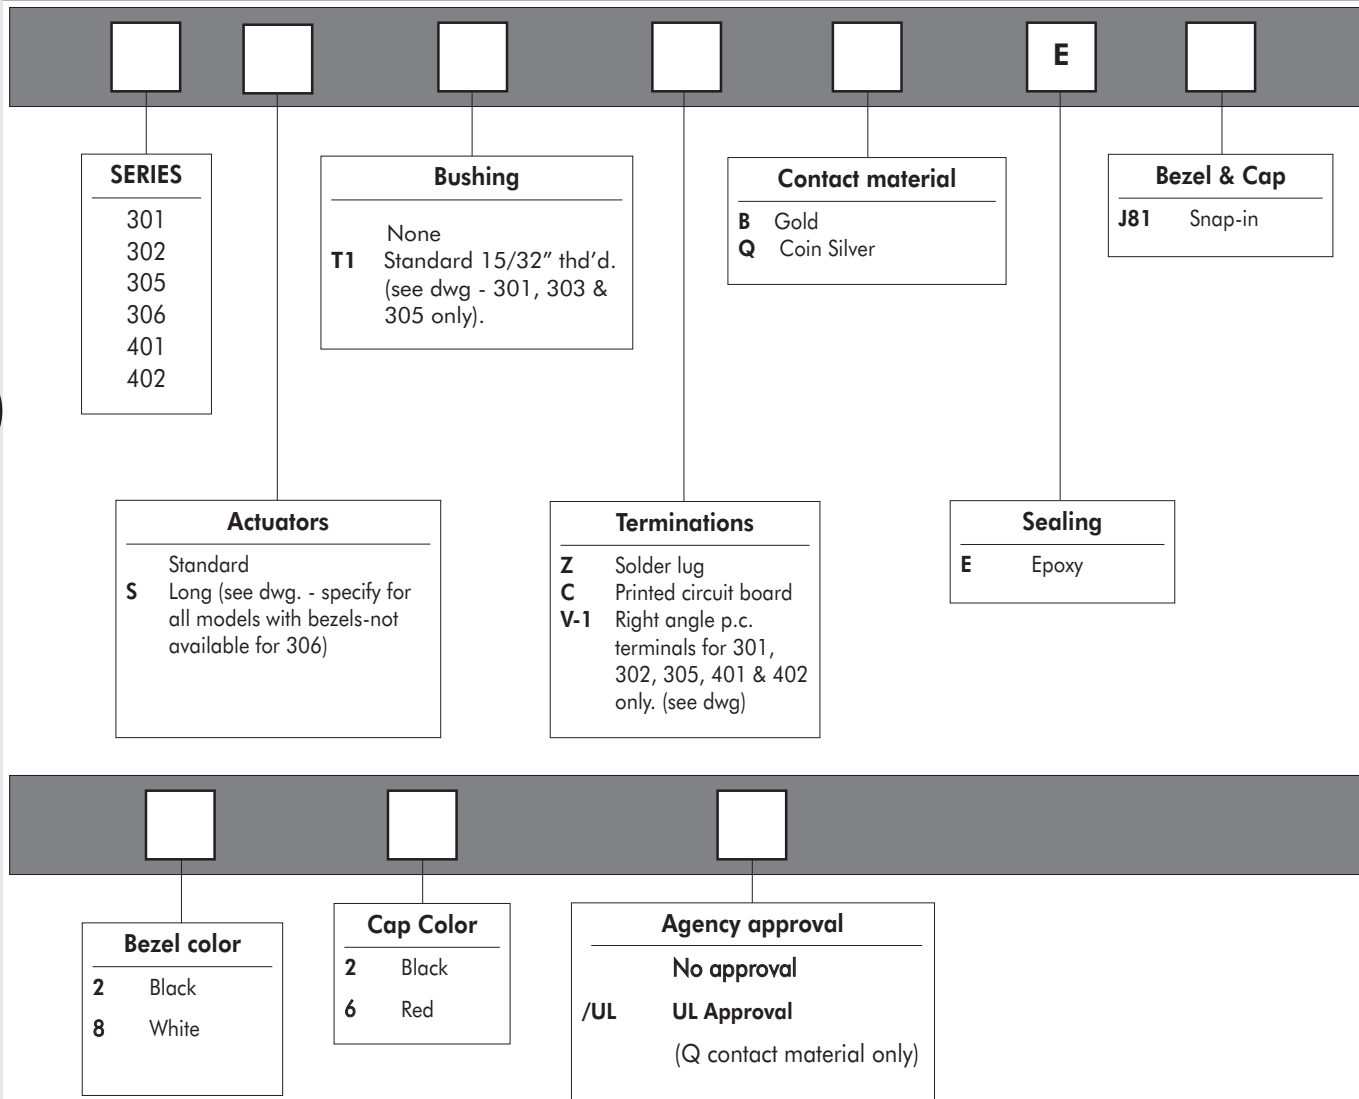 E
SERIES
301
302
305
306
401
402
Bushing
None
T1 Standard 15/32” thd’d.
(see dwg - 301, 303 &
305 only).
Contact material
B Gold
Q Coin Silver
Bezel & Cap
J81 Snap-in
Actuators
Standard
S Long (see dwg. - specify for
all models with bezels-not
available for 306)
Terminations
Z Solder lug
C Printed circuit board
V-1 Right angle p.c.
terminals for 301,
302, 305, 401 & 402
only. (see dwg)
Sealing
E Epoxy
Bezel color
2 Black
8 White
Cap Color
2 Black
6 Red
Agency approval
No approval
/UL UL Approval
(Q contact material only)